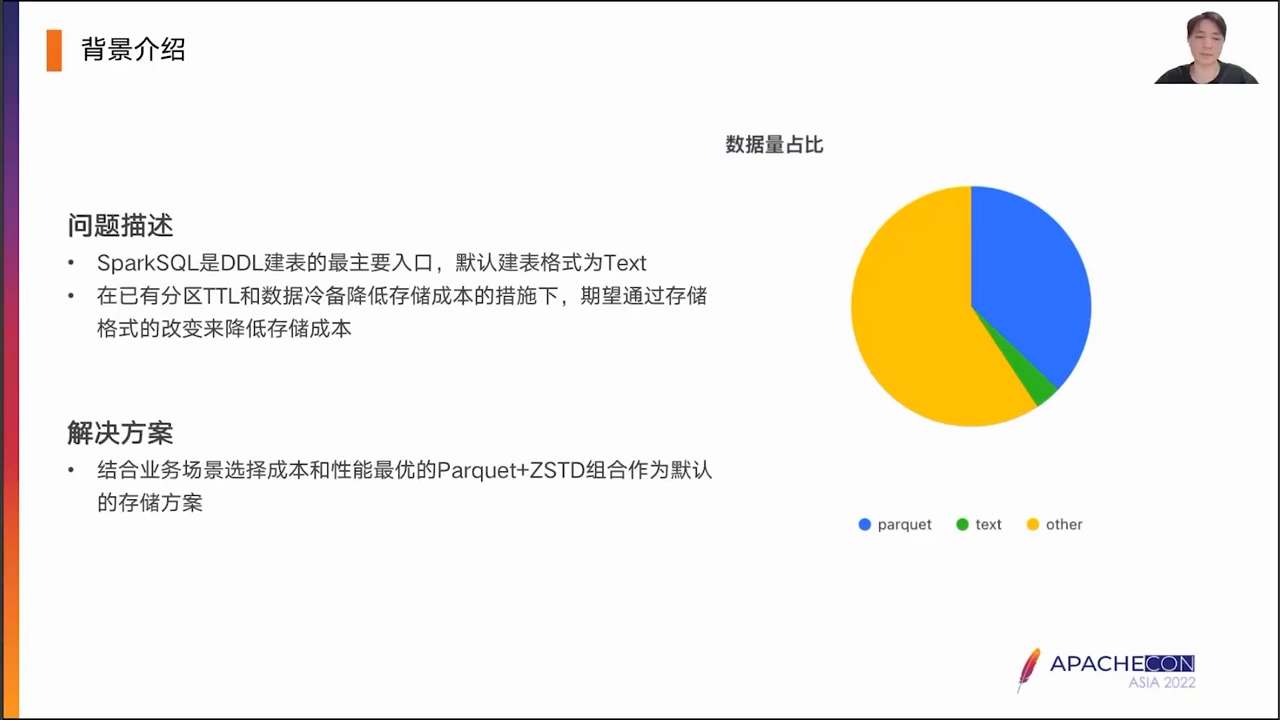 背景介绍
数据量占比
问题描述
• SparkSQL是DDL建表的最主要入口，默认建表格式为Text
• 在已有分区TTL和数据冷备降低存储成本的措施下，期望通过存储
格式的改变来降低存储成本
解决方案
• 结合业务场景选择成本和性能最优的Parquet+ZSTD组合作为默认
的存储方案
parquet text other
APACHECON
ASIA 2022